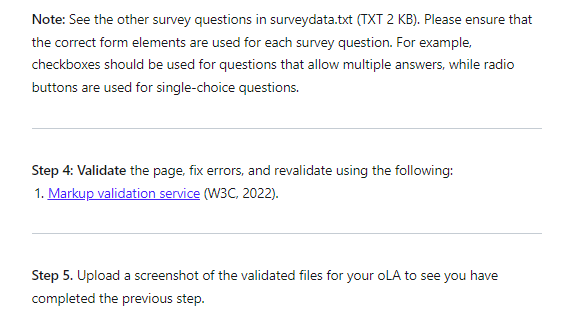 Note: See the other survey questions in surveydata.txt (TXT 2 KB). Please ensure that
the correct form elements are used for each survey question. For example,
checkboxes should be used for questions that allow multiple answers, while radio
buttons are used for single-choice questions.
Step 4: Validate the page, fix errors, and revalidate using the following:
1. Markup validation service (W3C, 2022).
Step 5. Upload a screenshot of the validated files for your oLA to see you have
completed the previous step.